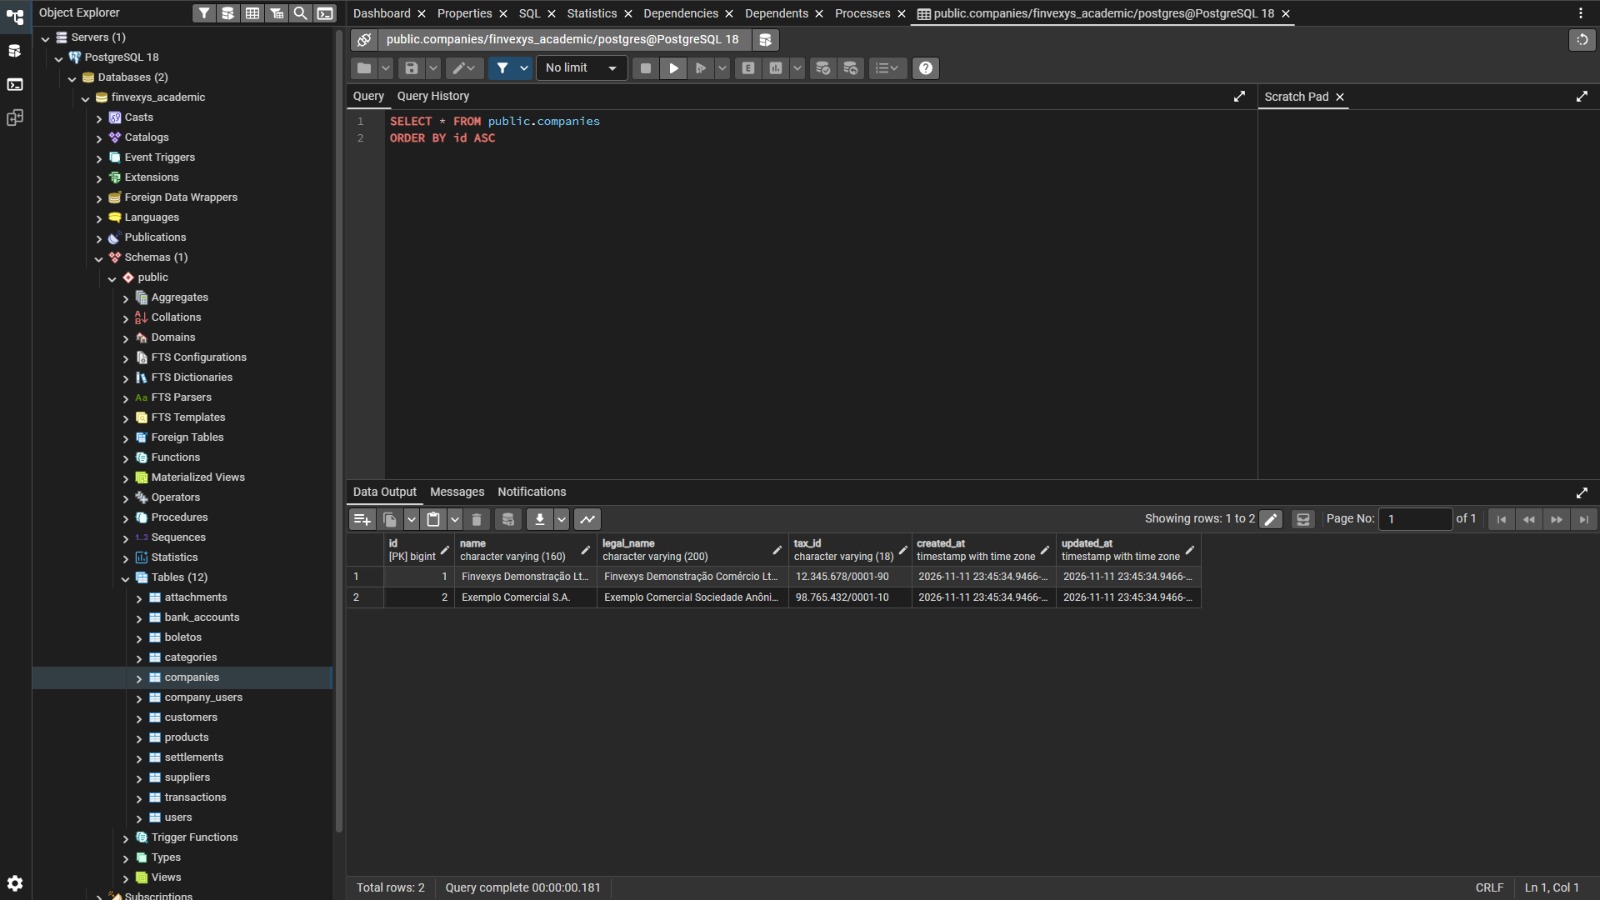 Object Explorer
Servers (1)
PostgreSQL 18
Databases (2)
finvexys_academic
Casts
Catalogs
Event Triggers
Extensions
Foreign Data Wrappers
Languages
Publications
Schemas (1)
public
Aggregates
Collations
Domains
FTS Configurations
FTS Dictionaries
Aa FTS Parsers
FTS Templates
Foreign Tables
Functions
Materialized Views
Operators
Procedures
1..3 Sequences
Statistics
Tables (12)
attachments
bank_accounts
boletos
categories
companies
company_users
customers
products
settlements
suppliers
transactions
users
Trigger Functions
Types
Views
Subscriptions
Dashboard Properties SQL Statistics Dependencies Dependents Processes public.companies/finvexys_academic/postgres@PostgreSQL 18
public.companies/finvexys_academic/postgres@PostgreSQL 18
No limit
E
Query Query History
Scratch Pad
1 SELECT * FROM public.companies
2 ORDER BY id ASC
Data Output Messages Notifications
Showing rows: 1 to 2 Page No: 1 of 1
id name legal_name tax_id created_at updated_at
[PK] bigint character varying (160) character varying (200) character varying (18) timestamp with time zone timestamp with time zone
1 1 Finvexys Demonstração Lt... Finvexys Demonstração Comércio Lt... 12.345.678/0001-90 2026-11-11 23:45:34.9466-... 2026-11-11 23:45:34.9466-...
2 2 Exemplo Comercial S.A. Exemplo Comercial Sociedade Anôni... 98.765.432/0001-10 2026-11-11 23:45:34.9466-... 2026-11-11 23:45:34.9466-...
Total rows: 2 Query complete 00:00:00.181 CRLF Ln 1, Col 1